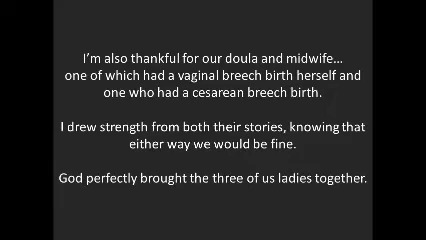 I'm also thankful for our doula and midwife...
one of which had a vaginal breech birth herself and
one who had a cesarean breech birth.
I drew strength from both their stories, knowing that
either way we would be fine.
God perfectly brought the three of us ladies together.